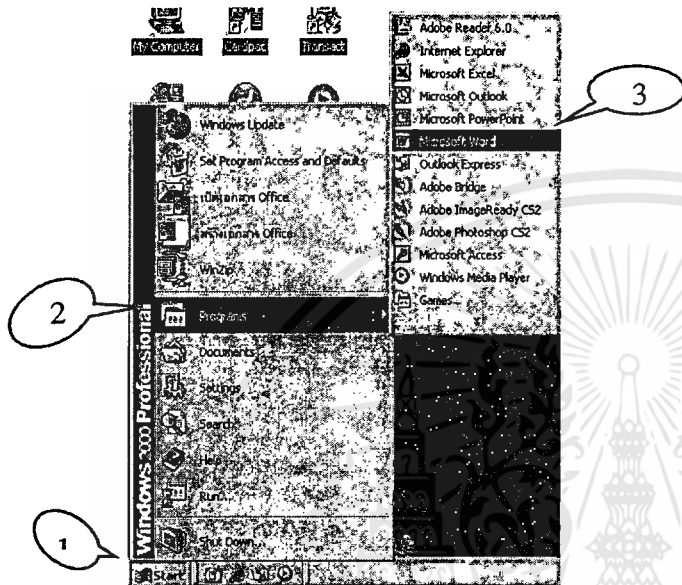 My Computer
Cardpac
Transact
Windows Update
Set Program Access and Defaults
Office
Office
WinZip
Programs
Documents
Settings
Search
Help
Run...
Shut Down...
Start
Windows 2000 Professional
Adobe Reader 6.0
Internet Explorer
Microsoft Excel
Microsoft Outlook
Microsoft PowerPoint
Microsoft Word
Outlook Express
Adobe Bridge
Adobe ImageReady CS2
Adobe Photoshop CS2
Microsoft Access
Windows Media Player
Games
1
2
3